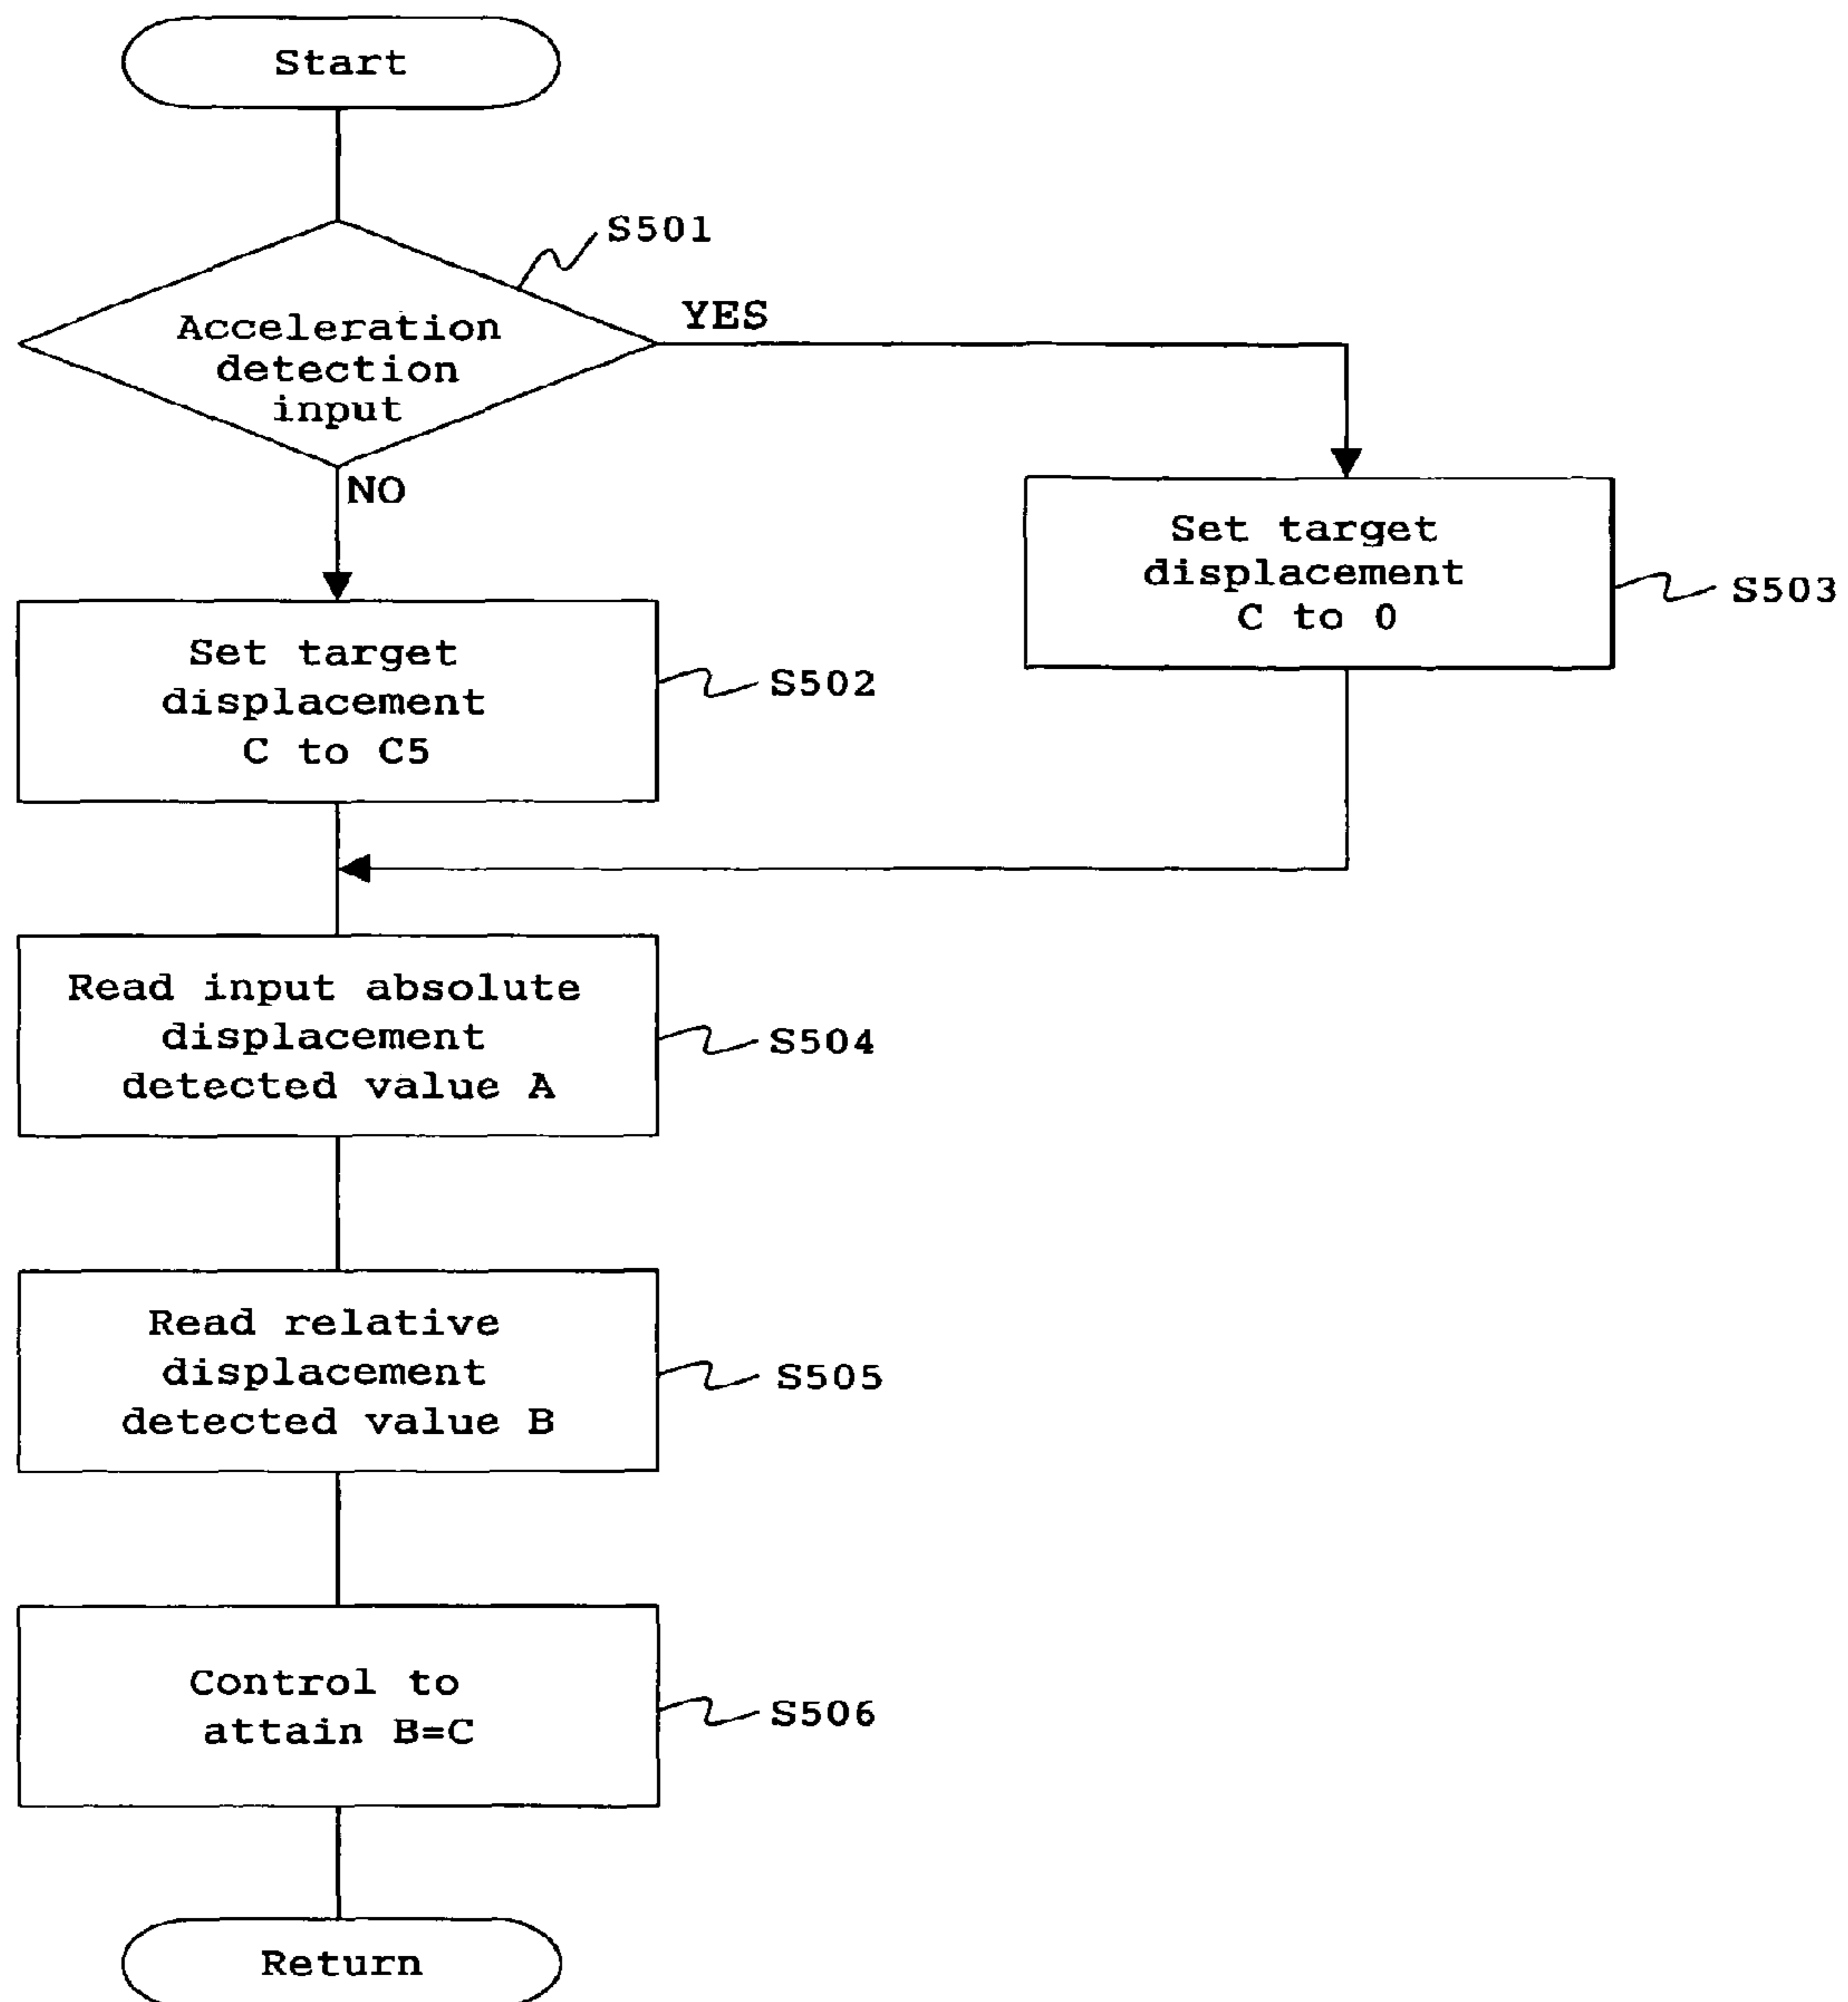 Start
S501
Acceleration
detection
input
YES
NO
Set target
displacement
C to 0
S503
Set target
displacement
C to C5
S502
Read input absolute
displacement
detected value A
S504
Read relative
displacement
detected value B
S505
Control to
attain B=C
S506
Return